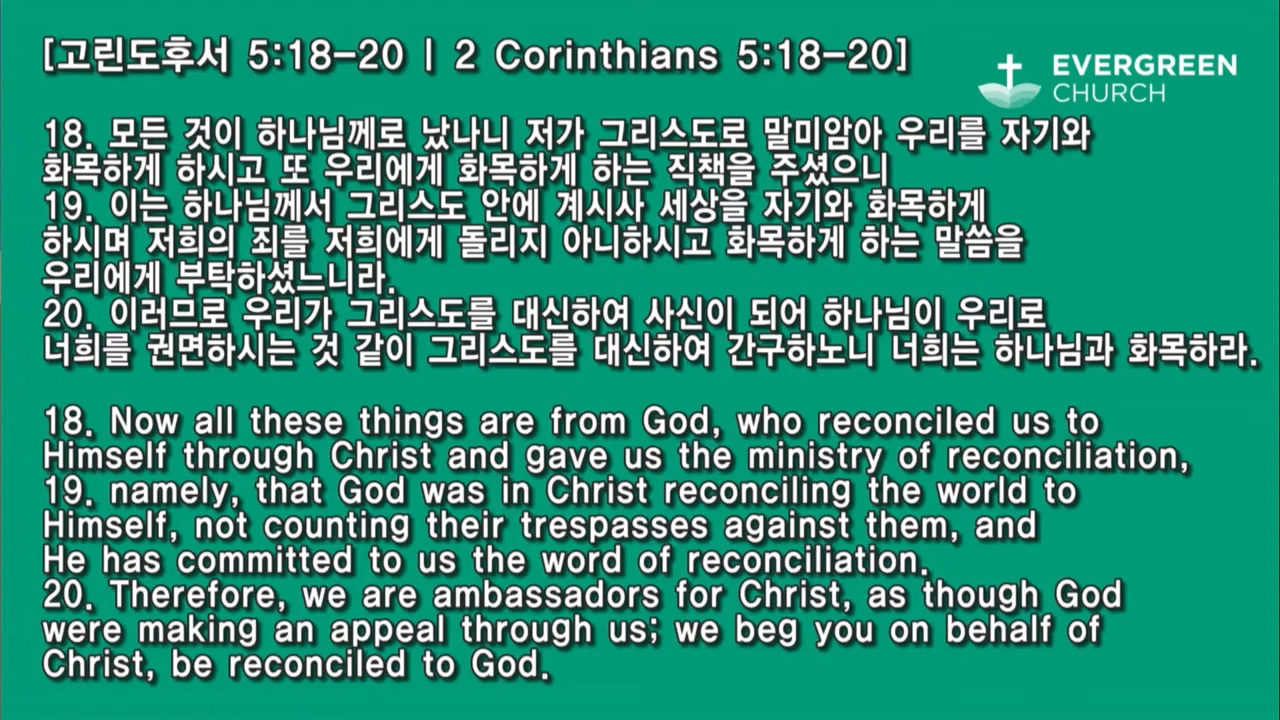 [고린도후서 5:18-20 | 2 Corinthians 5:18-20]
EVERGREEN
CHURCH
18. 모든 것이 하나님께로 났나니 저가 그리스도로 말미암아 우리를 자기와
화목하게 하시고 또 우리에게 화목하게 하는 직책을 주셨으니
19. 이는 하나님께서 그리스도 안에 계시사 세상을 자기와 화목하게
하시며 저희의 죄를 저희에게 돌리지 아니하시고 화목하게 하는 말씀을
우리에게 부탁하셨느니라.
20. 이러므로 우리가 그리스도를 대신하여 사신이 되어 하나님이 우리로
너희를 권면하시는 것 같이 그리스도를 대신하여 간구하노니 너희는 하나님과 화목하라.
18. Now all these things are from God, who reconciled us to
Himself through Christ and gave us the ministry of reconciliation,
19. namely, that God was in Christ reconciling the world to
Himself, not counting their trespasses against them, and
He has committed to us the word of reconciliation.
20. Therefore, we are ambassadors for Christ, as though God
were making an appeal through us; we beg you on behalf of
Christ, be reconciled to God.